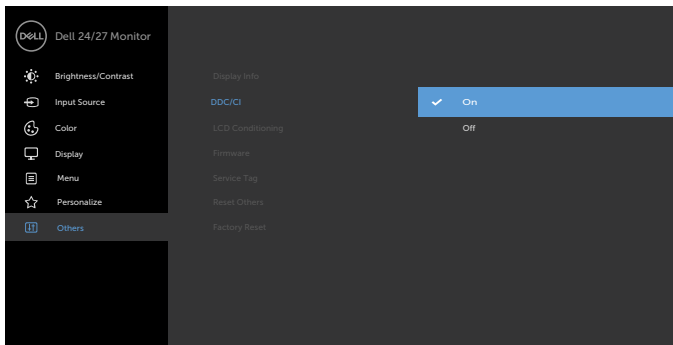 DELL
Dell 24/27 Monitor
Brightness/Contrast
Input Source
Color
Display
Menu
Personalize
Others
Display Info
DDC/CI
LCD Conditioning
Firmware
Service Tag
Reset Others
Factory Reset
On
Off